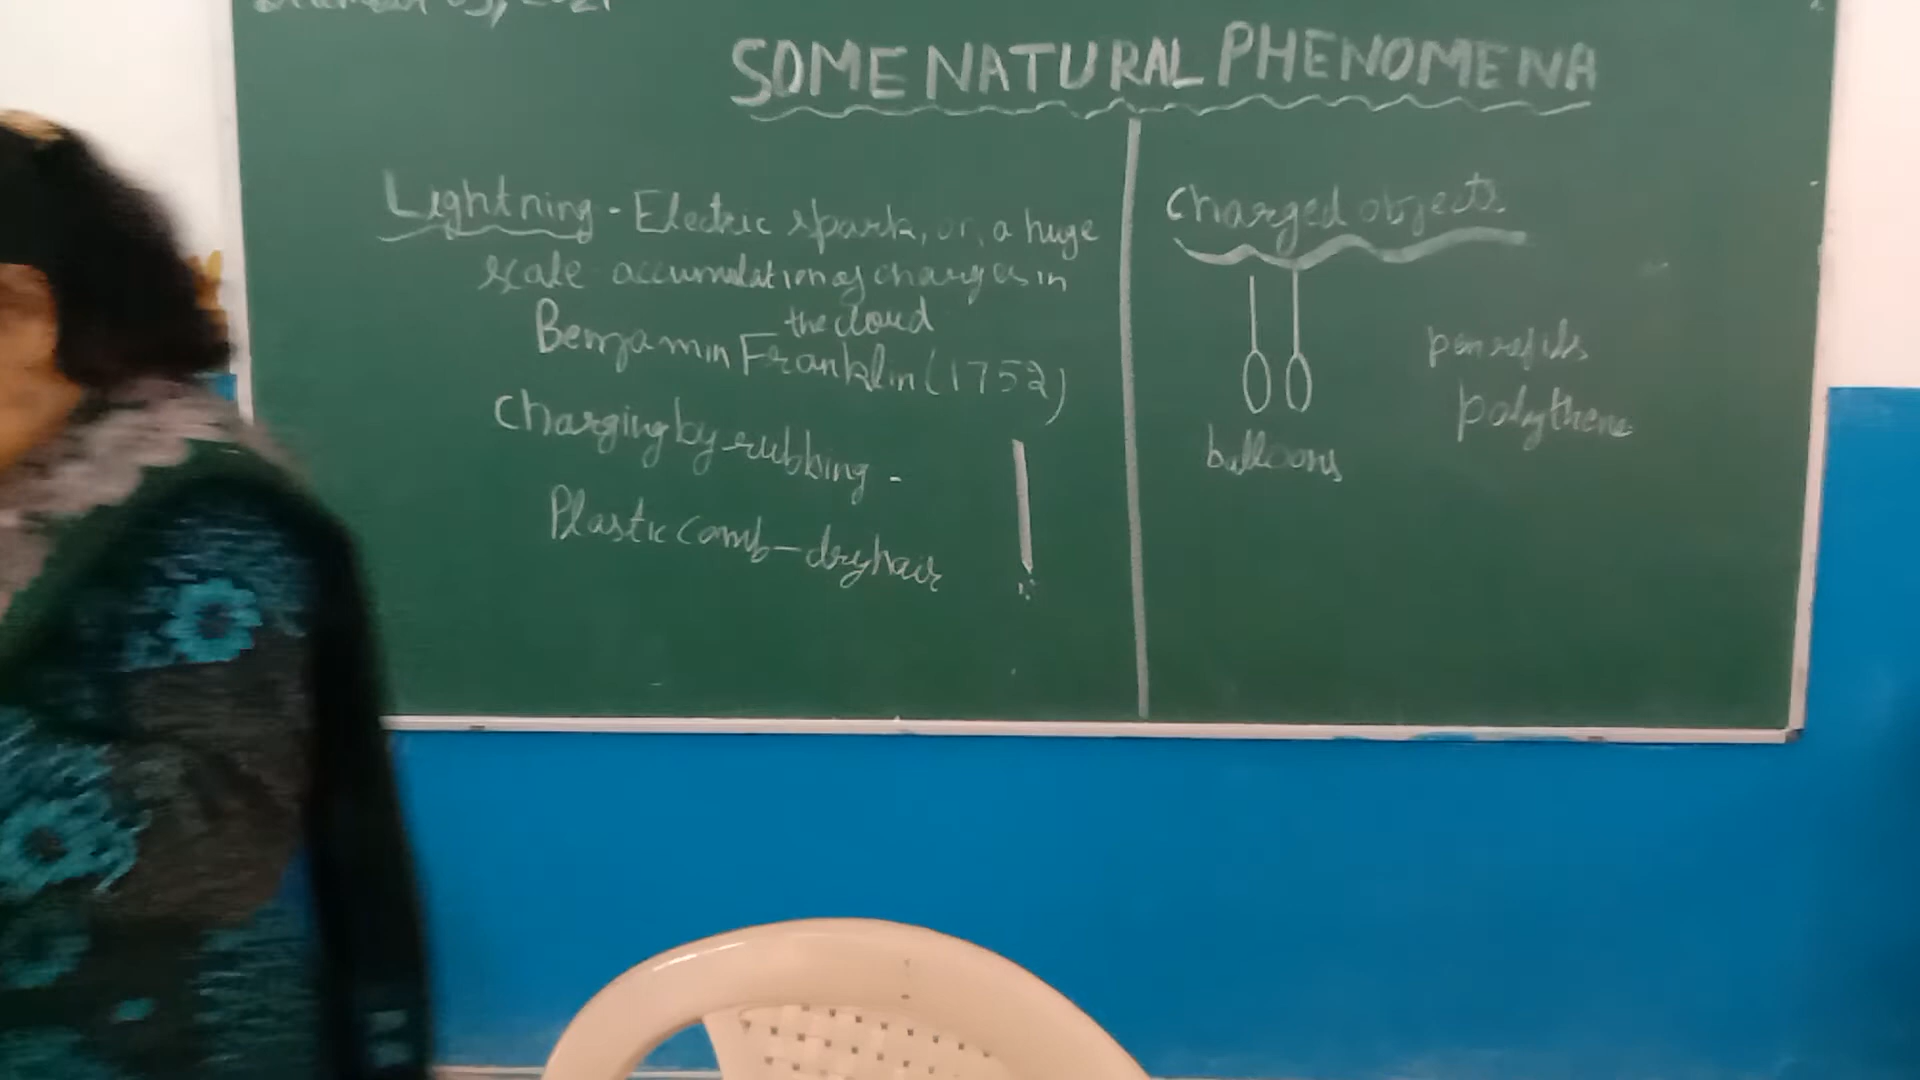 SOME NATURAL PHENOMENA
Lightning - Electric spark, or, a huge
scale accumulation of charges in
the cloud
Benjamin Franklin (1752)
Charging by rubbing -
Plastic comb - dry hair
Charged objects
balloons
pen refills
polythene